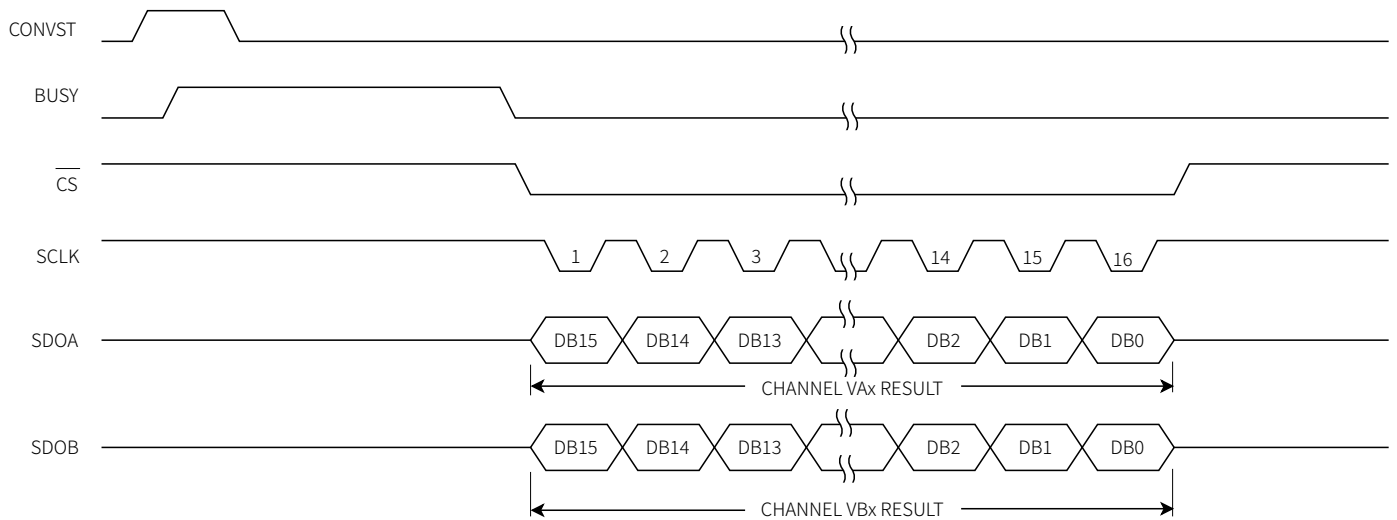 CONVST
BUSY
CS
SCLK 1 2 3 14 15 16
SDOA DB15 DB14 DB13 DB2 DB1 DB0
CHANNEL VAx RESULT
SDOB DB15 DB14 DB13 DB2 DB1 DB0
CHANNEL VBx RESULT